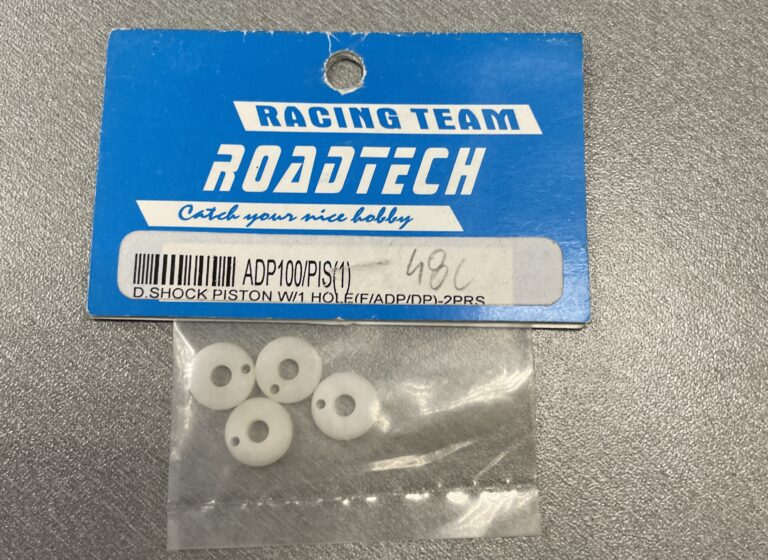 RACING TEAM
ROADTECH
Catch your nice hobby
ADP100/PIS(1) — 48c
D.SHOCK PISTON W/1 HOLE(F/ADP/DP)-2PRS